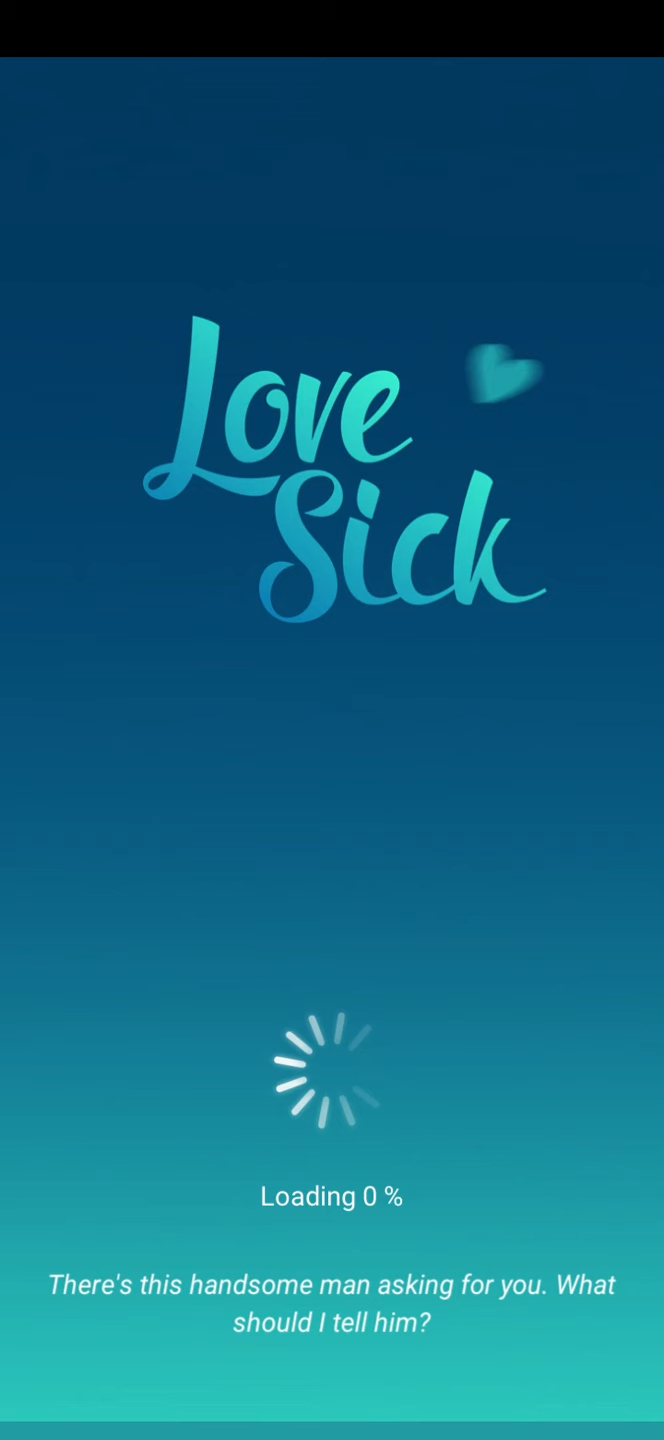 Love
Sick
Loading 0 %
There's this handsome man asking for you. What
should I tell him?